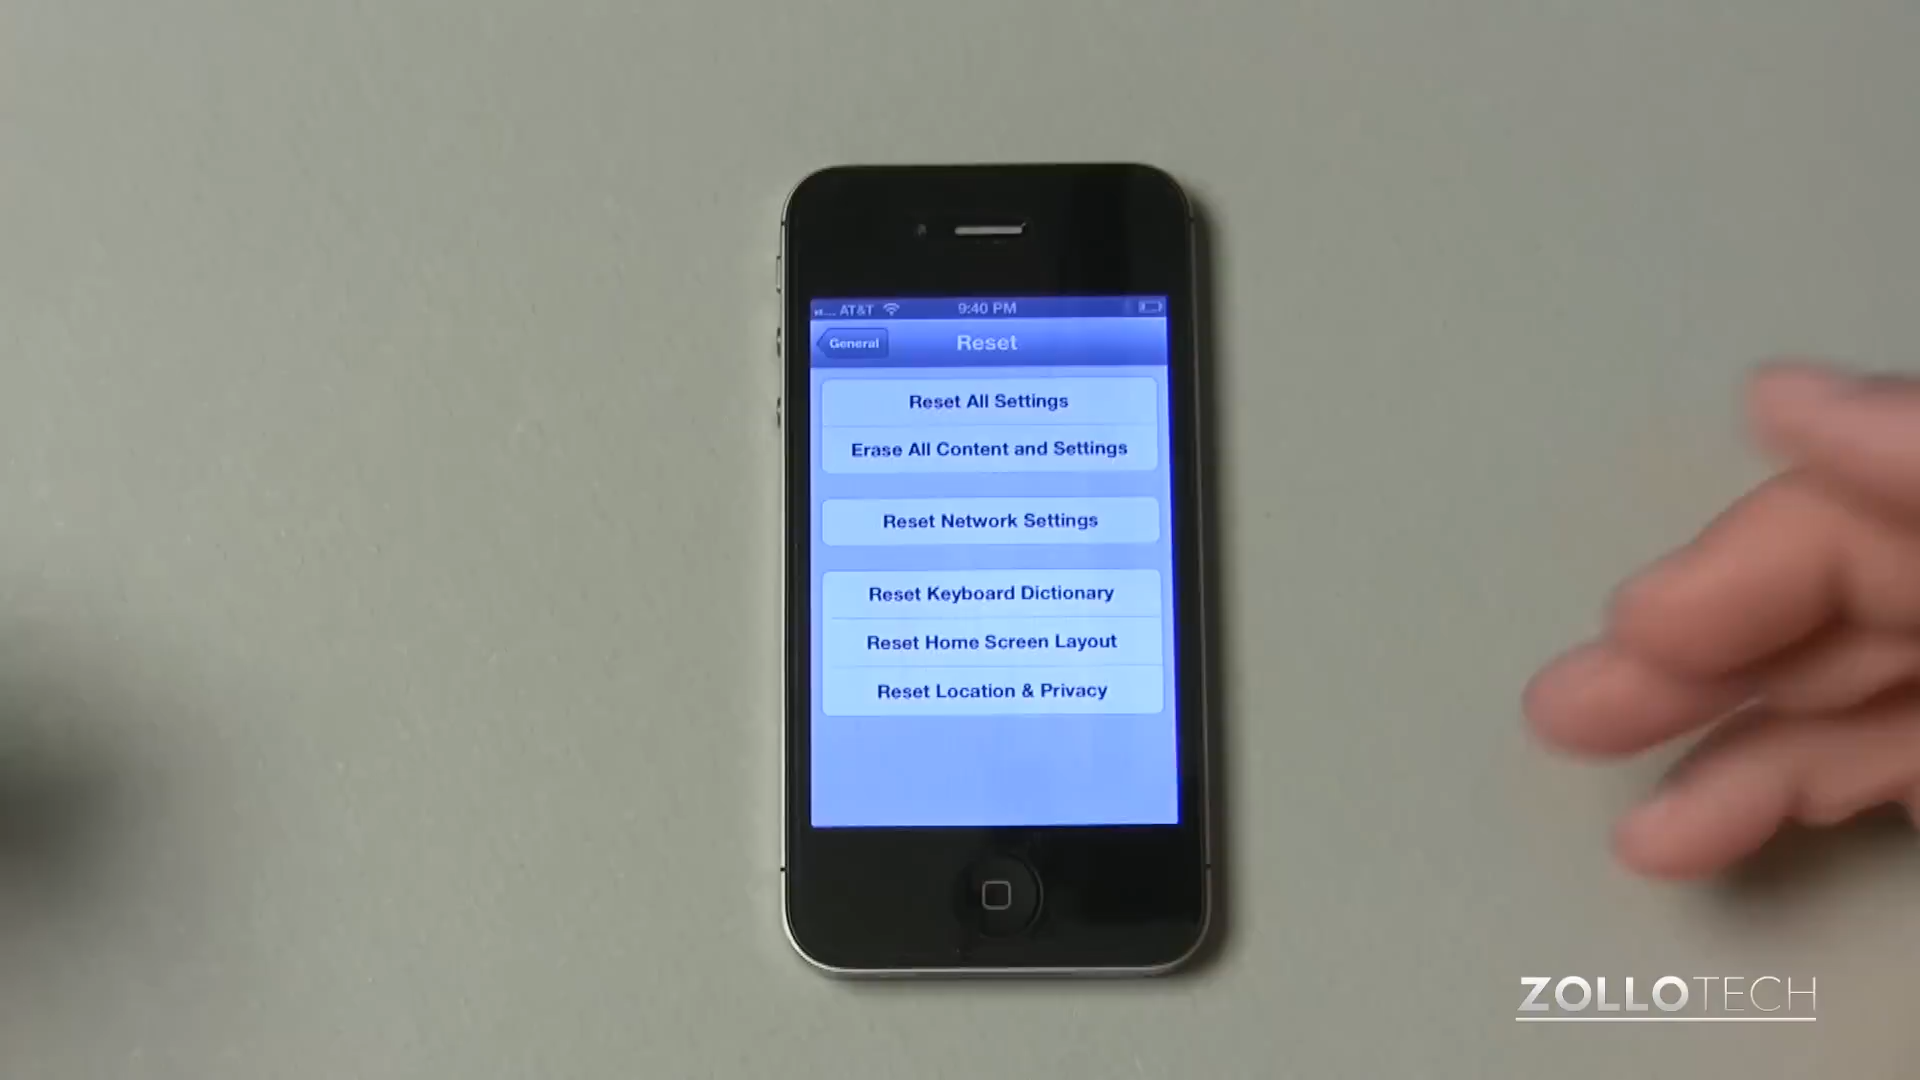 AT&T 9:40 PM
General Reset
Reset All Settings
Erase All Content and Settings
Reset Network Settings
Reset Keyboard Dictionary
Reset Home Screen Layout
Reset Location & Privacy
ZOLLOTECH